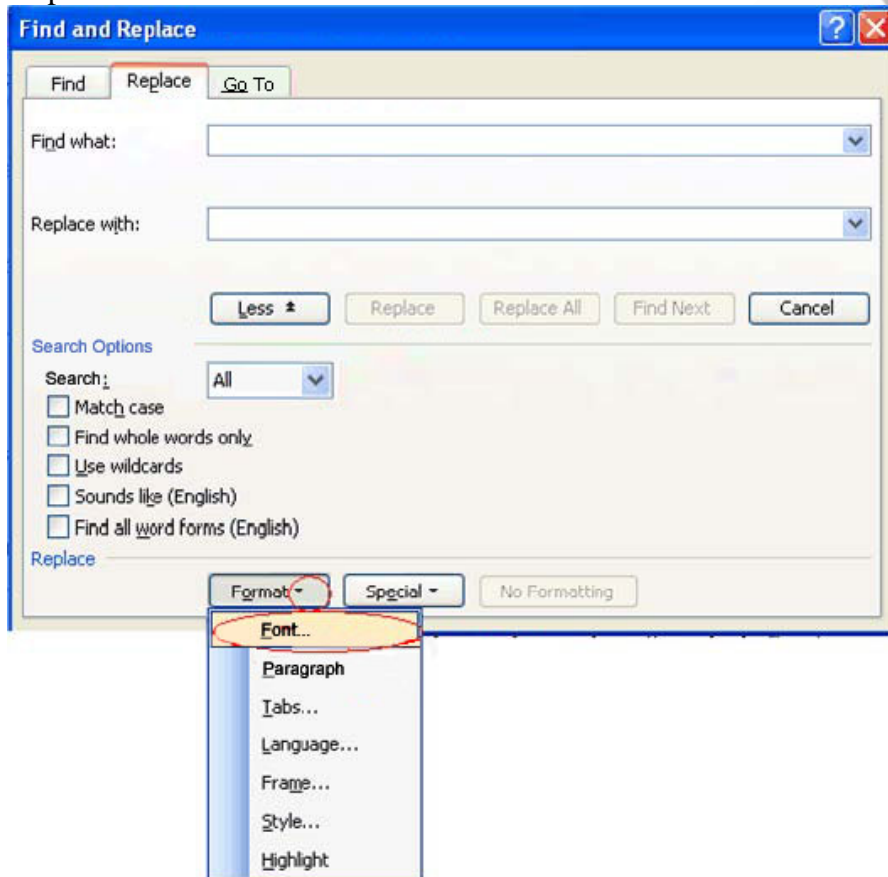 Find and Replace
Find Replace Go To
Find what:
Replace with:
Less Replace Replace All Find Next Cancel
Search Options
Search: All
Match case
Find whole words only
Use wildcards
Sounds like (English)
Find all word forms (English)
Replace
Format Special No Formatting
Font...
Paragraph
Tabs...
Language...
Frame...
Style...
Highlight